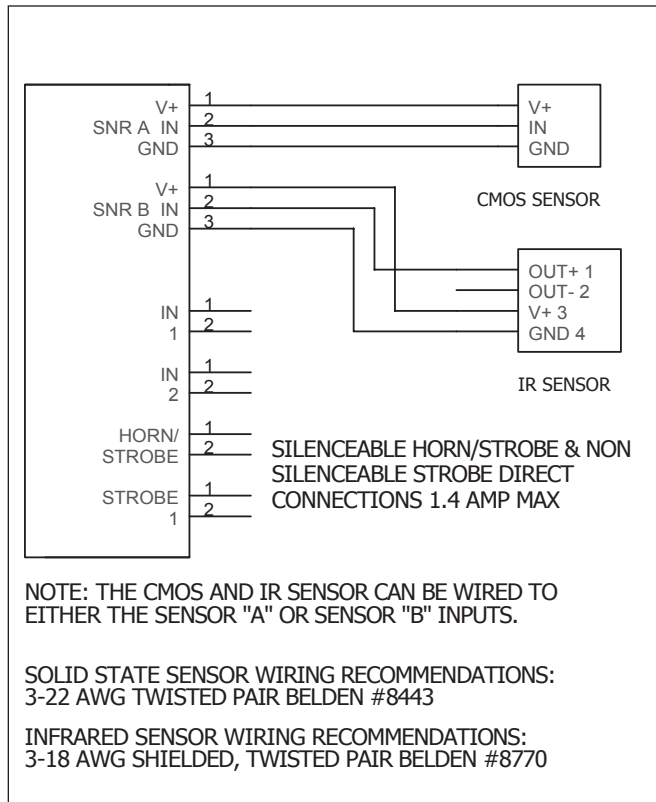 V+ 1
SNR A IN 2
GND 3
V+ 1
SNR B IN 2
GND 3
IN 1
1 2
IN 1
2 2
HORN/ 1
STROBE 2
STROBE 1
1 2
V+
IN
GND
CMOS SENSOR
OUT+ 1
OUT- 2
V+ 3
GND 4
IR SENSOR
SILENCEABLE HORN/STROBE & NON
SILENCEABLE STROBE DIRECT
CONNECTIONS 1.4 AMP MAX
NOTE: THE CMOS AND IR SENSOR CAN BE WIRED TO
EITHER THE SENSOR "A" OR SENSOR "B" INPUTS.
SOLID STATE SENSOR WIRING RECOMMENDATIONS:
3-22 AWG TWISTED PAIR BELDEN #8443
INFRARED SENSOR WIRING RECOMMENDATIONS:
3-18 AWG SHIELDED, TWISTED PAIR BELDEN #8770